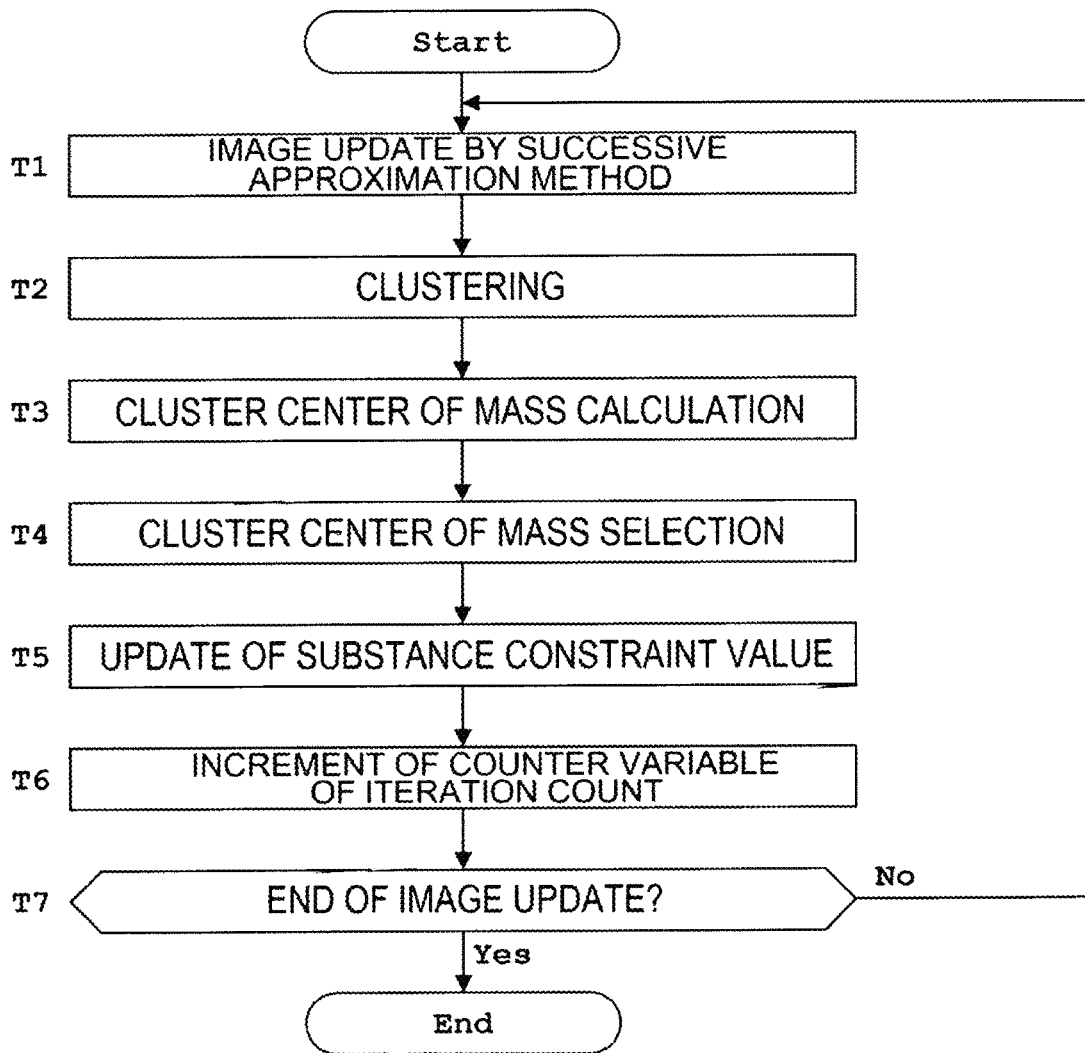 Start
T1
IMAGE UPDATE BY SUCCESSIVE
APPROXIMATION METHOD
T2
CLUSTERING
T3
CLUSTER CENTER OF MASS CALCULATION
T4
CLUSTER CENTER OF MASS SELECTION
T5
UPDATE OF SUBSTANCE CONSTRAINT VALUE
T6
INCREMENT OF COUNTER VARIABLE
OF ITERATION COUNT
T7
END OF IMAGE UPDATE?
No
Yes
End